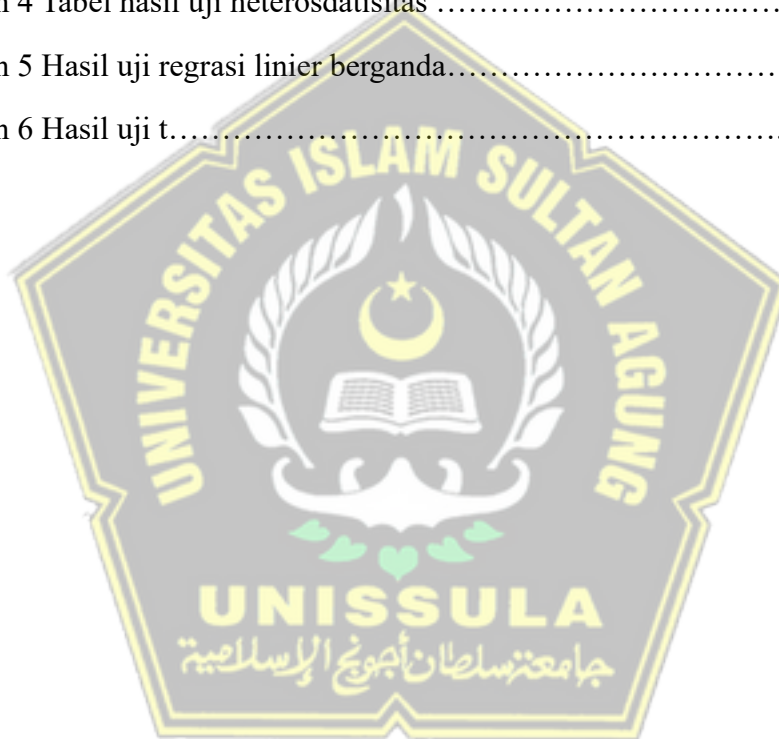 n 4 Tabel hasil uji heterosdatisitas ……………………..…
n 5 Hasil uji regrasi linier berganda……………………………
n 6 Hasil uji t……………………………………………………
UNIVERSITAS ISLAM SULTAN AGUNG
UNISSULA
جامعة سلطان أجونج الإسلامية